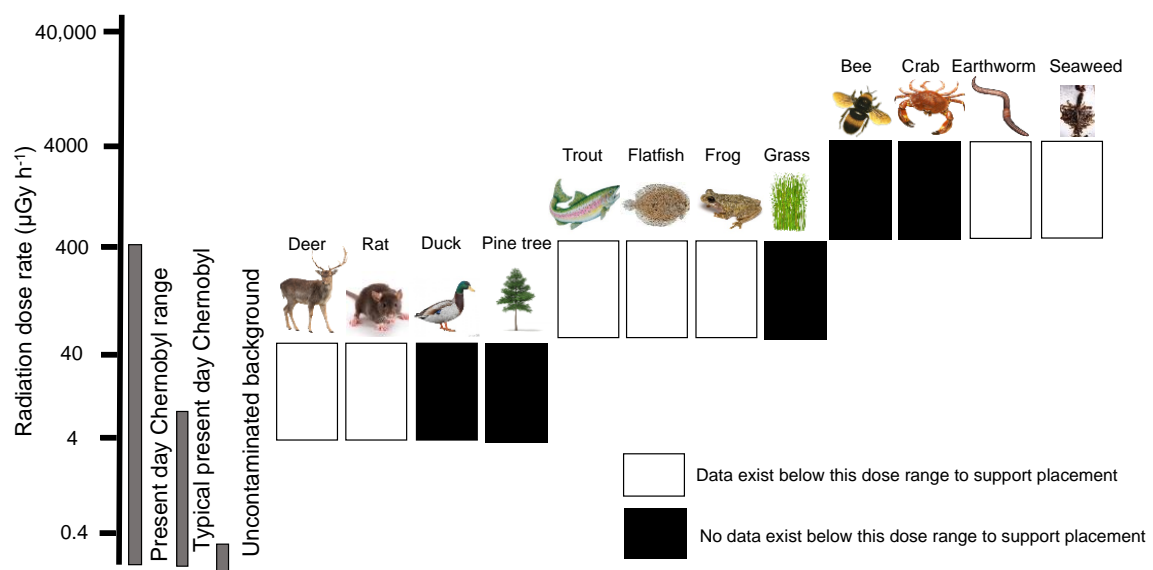 40,000
4000
400
40
4
0.4
Radiation dose rate (µGy h⁻¹)
Present day Chernobyl range
Typical present day Chernobyl
Uncontaminated background
Deer
Rat
Duck
Pine tree
Trout
Flatfish
Frog
Grass
Bee
Crab
Earthworm
Seaweed
Data exist below this dose range to support placement
No data exist below this dose range to support placement